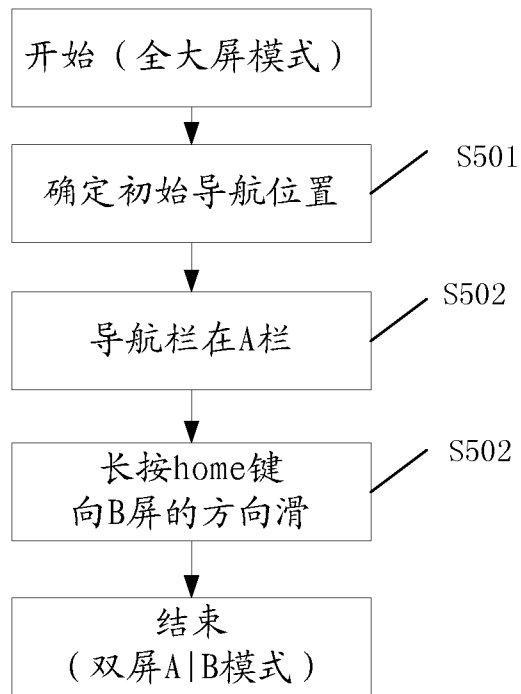 开始（全大屏模式）
确定初始导航位置
S501
导航栏在A栏
S502
长按home键
向B屏的方向滑
S502
结束
（双屏A|B模式）